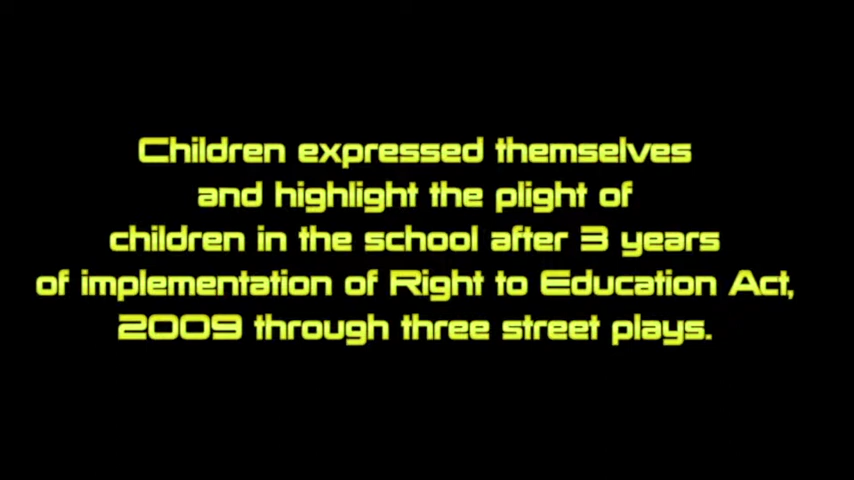 Children expressed themselves
and highlight the plight of
children in the school after 3 years
of implementation of Right to Education Act,
2009 through three street plays.